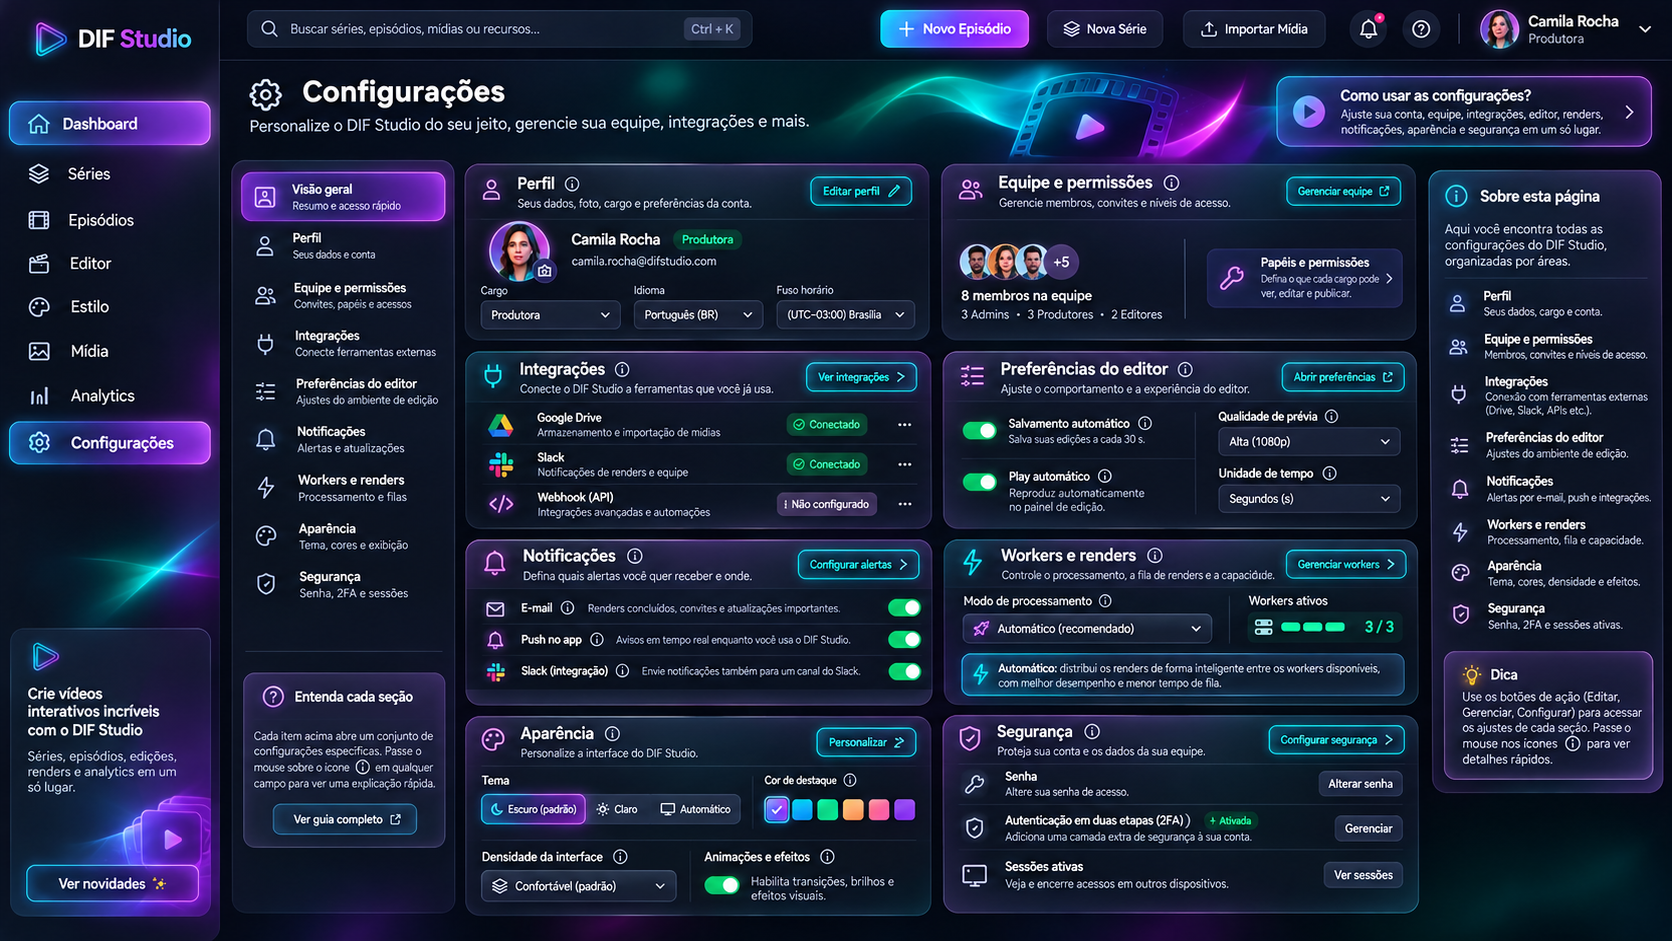 DIF Studio
Buscar séries, episódios, mídias ou recursos...
Ctrl + K
Novo Episódio
Nova Série
Importar Mídia
Camila Rocha
Produtora
Dashboard
Séries
Episódios
Editor
Estilo
Mídia
Analytics
Configurações
Crie vídeos
interativos incríveis
com o DIF Studio
Séries, episódios, edições,
renders e analytics em um
só lugar.
Ver novidades
Configurações
Personalize o DIF Studio do seu jeito, gerencie sua equipe, integrações e mais.
Como usar as configurações?
Ajuste sua conta, equipe, integrações, editor, renders,
notificações, aparência e segurança em um só lugar.
Visão geral
Resumo e acesso rápido
Perfil
Seus dados e conta
Equipe e permissões
Convites, papéis e acessos
Integrações
Conecte ferramentas externas
Preferências do editor
Ajustes do ambiente de edição
Notificações
Alertas e atualizações
Workers e renders
Processamento e filas
Aparência
Tema, cores e exibição
Segurança
Senha, 2FA e sessões
Entenda cada seção
Cada item acima abre um conjunto de
configurações específicas. Passe o
mouse sobre o ícone em qualquer
campo para ver uma explicação rápida.
Ver guia completo
Perfil
Seus dados, foto, cargo e preferências da conta.
Editar perfil
Camila Rocha
Produtora
camila.rocha@difstudio.com
Cargo
Produtora
Idioma
Português (BR)
Fuso horário
(UTC-03:00) Brasília
Equipe e permissões
Gerencie membros, convites e níveis de acesso.
Gerenciar equipe
+5
8 membros na equipe
3 Admins • 3 Produtores • 2 Editores
Papéis e permissões
Defina o que cada cargo pode
ver, editar e publicar.
Integrações
Conecte o DIF Studio a ferramentas que você já usa.
Ver integrações
Google Drive
Armazenamento e importação de mídias
Conectado
Slack
Notificações de renders e equipe
Conectado
Webhook (API)
Integrações avançadas e automações
Não configurado
Preferências do editor
Ajuste o comportamento e a experiência do editor.
Abrir preferências
Salvamento automático
Salva suas edições a cada 30 s.
Play automático
Reproduz automaticamente
no painel de edição.
Qualidade de prévia
Alta (1080p)
Unidade de tempo
Segundos (s)
Notificações
Defina quais alertas você quer receber e onde.
Configurar alertas
E-mail
Renders concluídos, convites e atualizações importantes.
Push no app
Avisos em tempo real enquanto você usa o DIF Studio.
Slack (integração)
Envie notificações também para um canal do Slack.
Workers e renders
Controle o processamento, a fila de renders e a capacidade.
Gerenciar workers
Modo de processamento
Automático (recomendado)
Workers ativos
3 / 3
Automático: distribui os renders de forma inteligente entre os workers disponíveis,
com melhor desempenho e menor tempo de fila.
Aparência
Personalize a interface do DIF Studio.
Personalizar
Tema
Escuro (padrão)
Claro
Automático
Cor de destaque
Densidade da interface
Confortável (padrão)
Animações e efeitos
Habilita transições, brilhos e
efeitos visuais.
Segurança
Proteja sua conta e os dados da sua equipe.
Configurar segurança
Senha
Altere sua senha de acesso.
Alterar senha
Autenticação em duas etapas (2FA))
+ Ativada
Adiciona uma camada extra de segurança à sua conta.
Gerenciar
Sessões ativas
Veja e encerre acessos em outros dispositivos.
Ver sessões
Sobre esta página
Aqui você encontra todas as
configurações do DIF Studio,
organizadas por áreas.
Perfil
Seus dados, cargo e conta.
Equipe e permissões
Membros, convites e níveis de acesso.
Integrações
Conexão com ferramentas externas
(Drive, Slack, APIs etc.).
Preferências do editor
Ajustes do ambiente de edição.
Notificações
Alertas por e-mail, push e integrações.
Workers e renders
Processamento, fila e capacidade.
Aparência
Tema, cores, densidade e efeitos.
Segurança
Senha, 2FA e sessões ativas.
Dica
Use os botões de ação (Editar,
Gerenciar, Configurar) para acessar
os ajustes de cada seção. Passe o
mouse nos ícones para ver
detalhes rápidos.